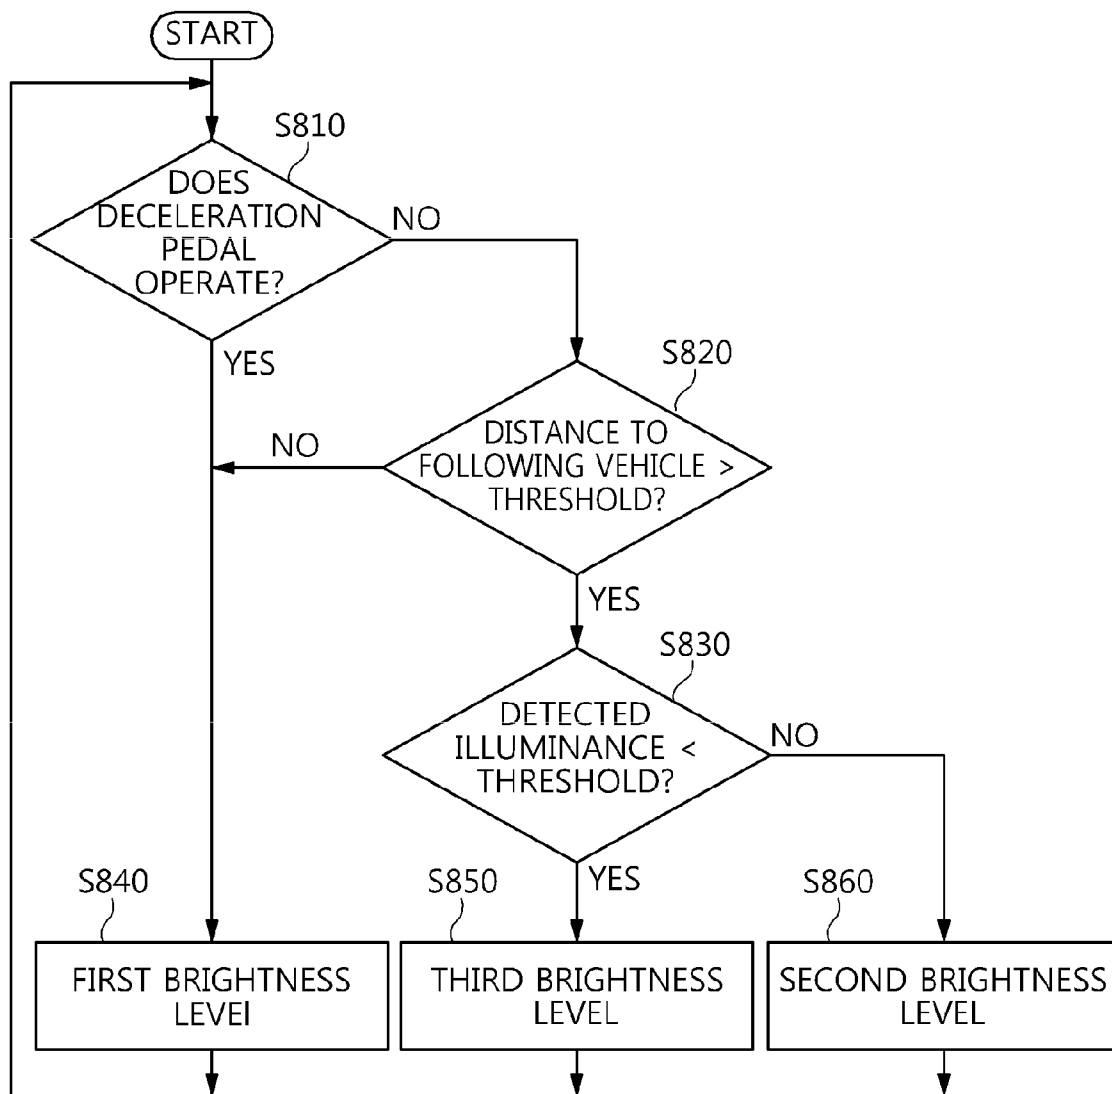 START
S810
DOES
DECELERATION
PEDAL
OPERATE?
NO
YES
S820
DISTANCE TO
FOLLOWING VEHICLE >
THRESHOLD?
NO
YES
S830
DETECTED
ILLUMINANCE <
THRESHOLD?
NO
YES
S840
FIRST BRIGHTNESS
LEVEl
S850
THIRD BRIGHTNESS
LEVEL
S860
SECOND BRIGHTNESS
LEVEL